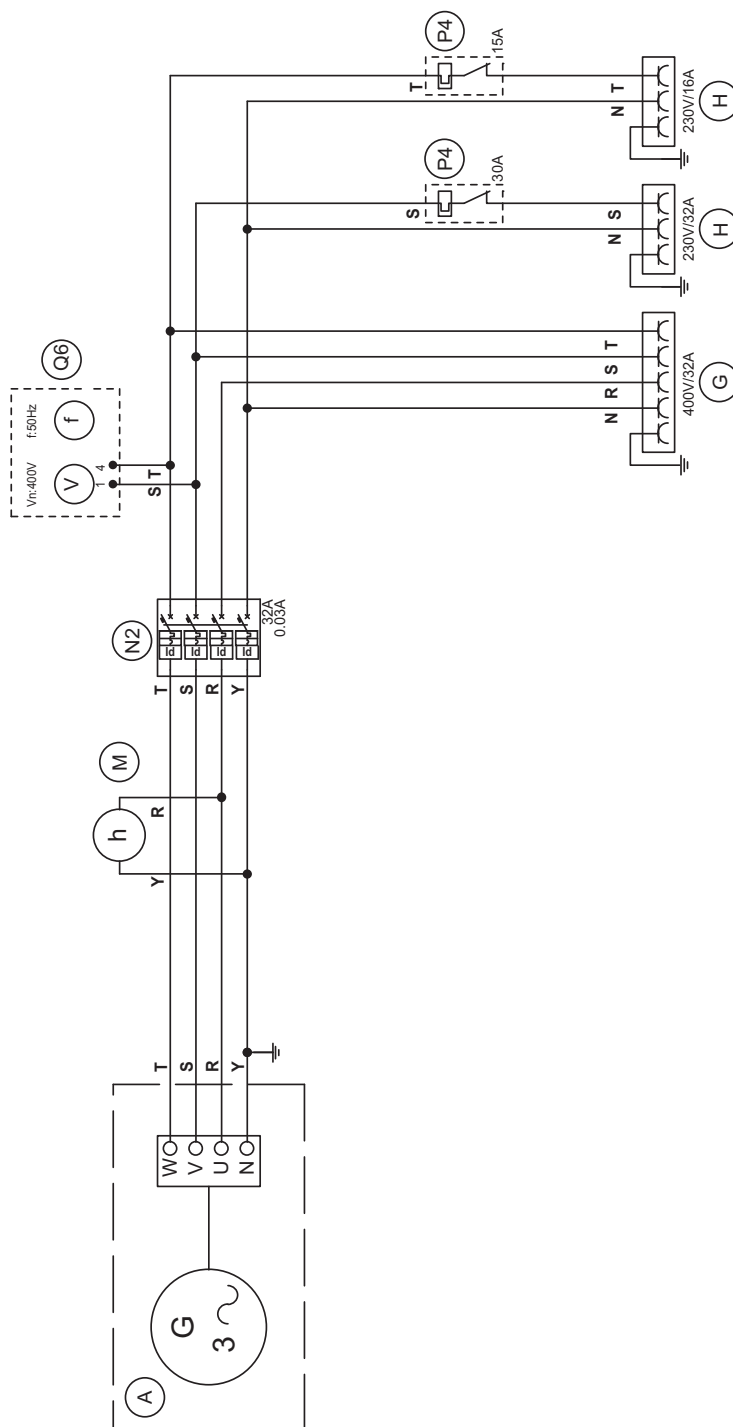 A
G
3
W
V
U
N
T
S
R
Y
Y
R
h
M
T
S
R
Y
N2
Id
Id
Id
Id
32A
0.03A
Q6
Vn:400V f:50Hz
V
f
1 4
S T
N R S T
400V/32A
G
S
P4
30A
N S
230V/32A
H
T
P4
15A
N T
230V/16A
H